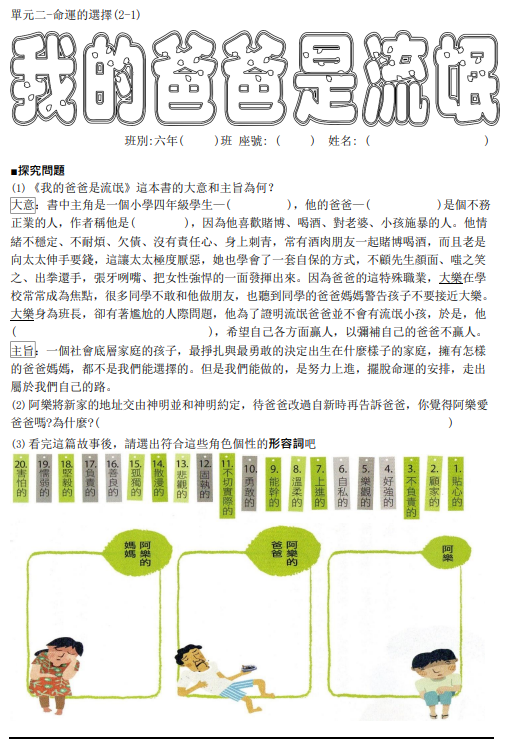 單元二-命運的選擇(2-1)
我的爸爸是流氓
班別:六年(　　)班 座號: (　　) 姓名: (　　　　　　　　)
■探究問題
(1) 《我的爸爸是流氓》這本書的大意和主旨為何?
大意: 書中主角是一個小學四年級學生—(　　　　　), 他的爸爸—(　　　　　)是個不務
正業的人, 作者稱他是(　　　　), 因為他喜歡賭博、喝酒、對老婆、小孩施暴的人。他情
緒不穩定、不耐煩、欠債、沒有責任心、身上刺青, 常有酒肉朋友一起賭博喝酒, 而且老是
向太太伸手要錢, 這讓太太極度厭惡, 她也學會了一套自保的方式, 不顧先生顏面、嗤之笑
之、出拳還手, 張牙咧嘴、把女性強悍的一面發揮出來。因為爸爸的這特殊職業, 大樂在學
校常常成為焦點, 很多同學不敢和他做朋友, 也聽到同學的爸爸媽媽警告孩子不要接近大樂。
大樂身為班長, 卻有著尷尬的人際問題, 他為了證明流氓爸爸並不會有流氓小孩, 於是, 他
(　　　　　　　　　　　　　　　　), 希望自己各方面贏人, 以彌補自己的爸爸不贏人。
主旨: 一個社會底層家庭的孩子, 最掙扎與最勇敢的決定出生在什麼樣子的家庭, 擁有怎樣
的爸爸媽媽, 都不是我們能選擇的。但是我們能做的, 是努力上進, 擺脫命運的安排, 走出
屬於我們自己的路。
(2) 阿樂將新家的地址交由神明並和神明約定, 待爸爸改過自新時再告訴爸爸, 你覺得阿樂愛
爸爸嗎?為什麼?(　　　　　　　　　　　　　　　　　　　　　　　　　　　　)
(3) 看完這篇故事後, 請選出符合這些角色個性的形容詞吧
1. 貼心的
2. 顧家的
3. 不負責的
4. 好強的
5. 樂觀的
6. 自私的
7. 上進的
8. 溫柔的
9. 能幹的
10. 勇敢的
11. 不切實際的
12. 固執的
13. 悲觀的
14. 散漫的
15. 孤獨的
16. 善良的
17. 負責的
18. 堅毅的
19. 懦弱的
20. 害怕的
阿樂
阿樂的
爸爸
阿樂的
媽媽